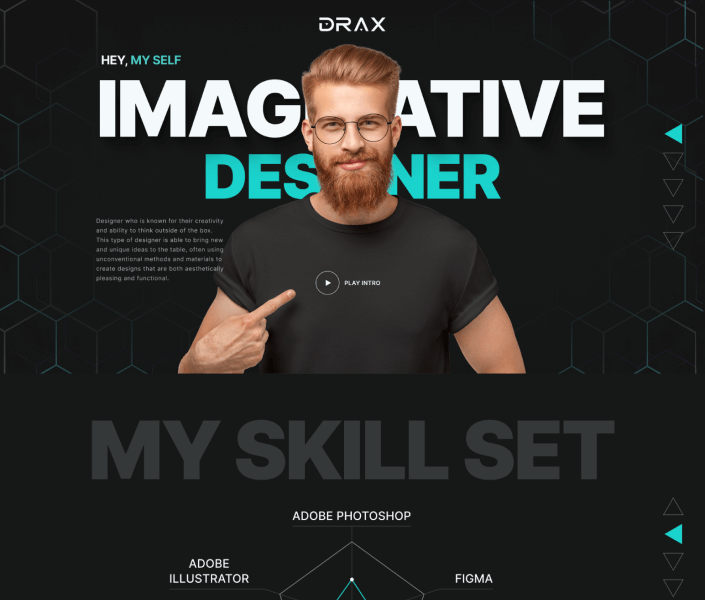 DRAX
HEY, MY SELF
IMAG ATIVE
DES NER
Designer who is known for their creativity
and ability to think outside of the box.
This type of designer is able to bring new
and unique ideas to the table, often using
unconventional methods and materials to
create designs that are both aesthetically
pleasing and functional.
PLAY INTRO
MY SKILL SET
ADOBE PHOTOSHOP
ADOBE
ILLUSTRATOR
FIGMA